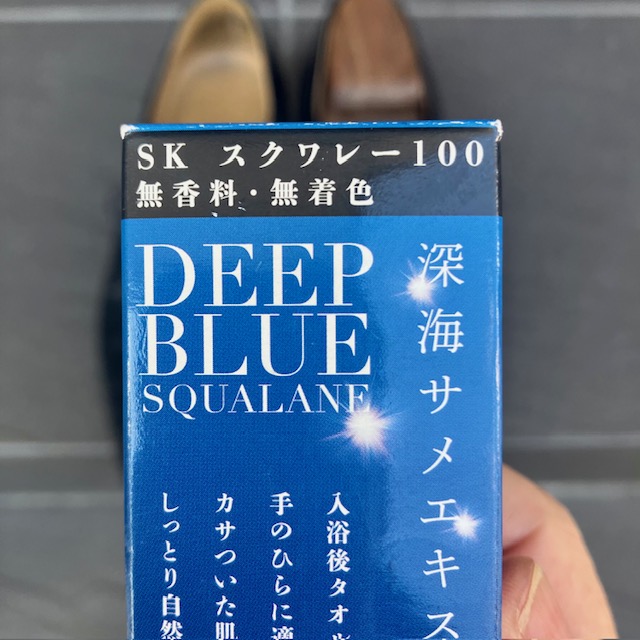 SK スクワレー100
無香料・無着色
DEEP
BLUE
SQUALANE
深海サメエキス
入浴後タオル
手のひらに適
カサついた肌
しっとり自然